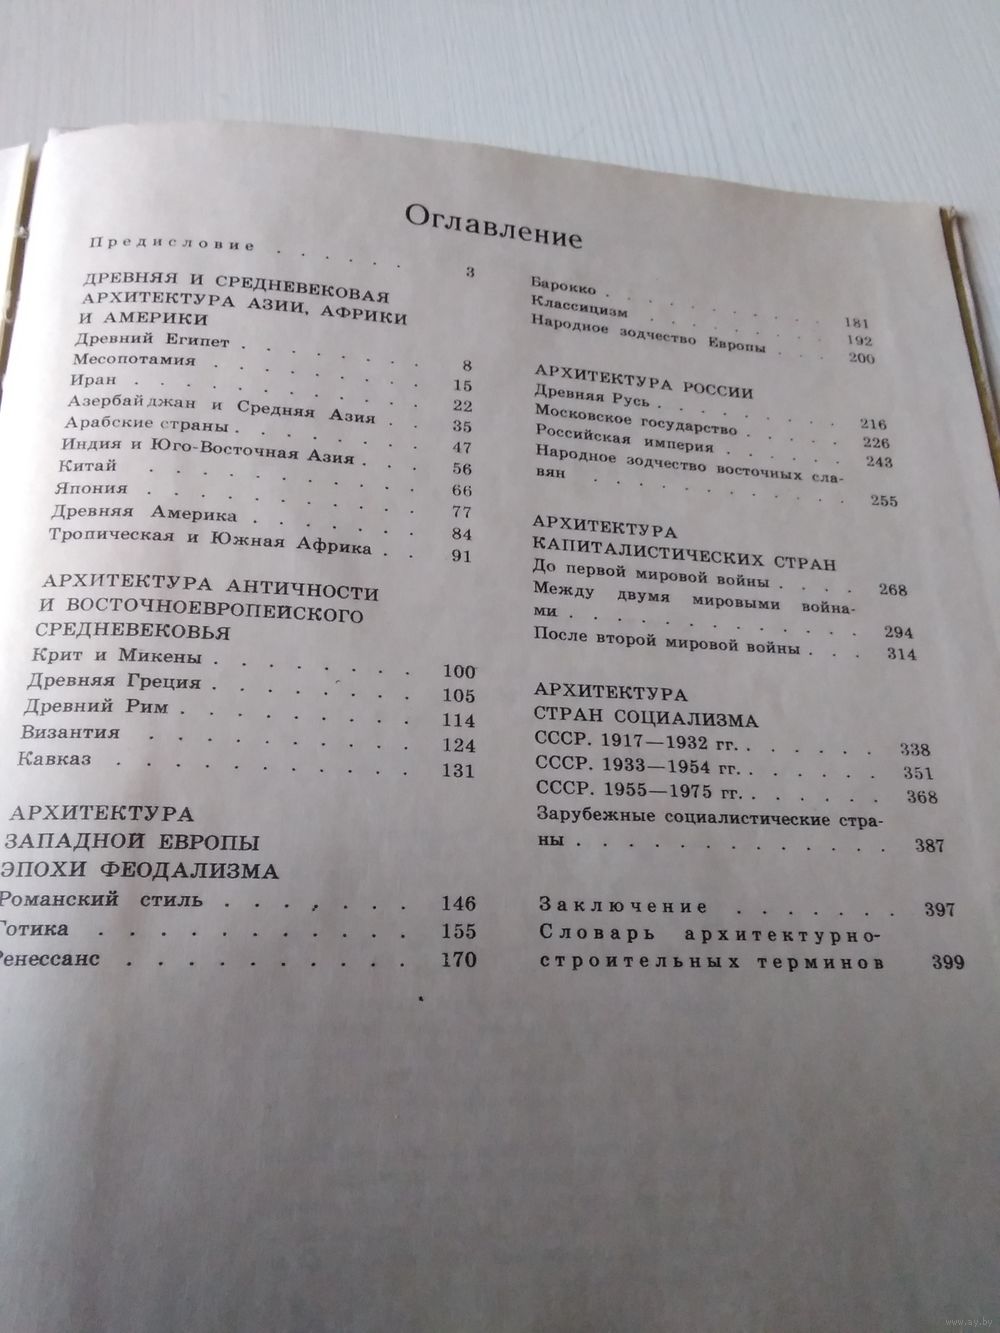 Оглавление
Предисловие . . . . . . 3
ДРЕВНЯЯ И СРЕДНЕВЕКОВАЯ
АРХИТЕКТУРА АЗИИ, АФРИКИ
И АМЕРИКИ
Древний Египет . . . . . . . . 8
Месопотамия . . . . . . . . . 15
Иран . . . . . . . . . . . 22
Азербайджан и Средняя Азия . . 35
Арабские страны . . . . . . . . 47
Индия и Юго-Восточная Азия . . . 56
Китай . . . . . . . . . . 66
Япония . . . . . . . . . . 77
Древняя Америка . . . . . . . 84
Тропическая и Южная Африка . . 91
АРХИТЕКТУРА АНТИЧНОСТИ
И ВОСТОЧНОЕВРОПЕЙСКОГО
СРЕДНЕВЕКОВЬЯ
Крит и Микены . . . . . . . . 100
Древняя Греция . . . . . . . . 105
Древний Рим . . . . . . . . . 114
Византия . . . . . . . . . . 124
Кавказ . . . . . . . . . . . 131
АРХИТЕКТУРА
ЗАПАДНОЙ ЕВРОПЫ
ЭПОХИ ФЕОДАЛИЗМА
Романский стиль . . . . . . . 146
Готика . . . . . . . . . . . 155
Ренессанс . . . . . . . . . . 170
Барокко . . . . . . . . . . 181
Классицизм . . . . . . . . 192
Народное зодчество Европы . . . 200
АРХИТЕКТУРА РОССИИ
Древняя Русь . . . . . . . . 216
Московское государство . . . . . 226
Российская империя . . . . . . 243
Народное зодчество восточных сла-
вян . . . . . . . . . . . 255
АРХИТЕКТУРА
КАПИТАЛИСТИЧЕСКИХ СТРАН
До первой мировой войны . . . . 268
Между двумя мировыми война-
ми . . . . . . . . . . . . 294
После второй мировой войны . . . 314
АРХИТЕКТУРА
СТРАН СОЦИАЛИЗМА
СССР. 1917—1932 гг. . . . . . . 338
СССР. 1933—1954 гг. . . . . . . 351
СССР. 1955—1975 гг. . . . . . . 368
Зарубежные социалистические стра-
ны . . . . . . . . . . . . 387
Заключение . . . . . . . 397
Словарь архитектурно-
строительных терминов 399
www.ay.by